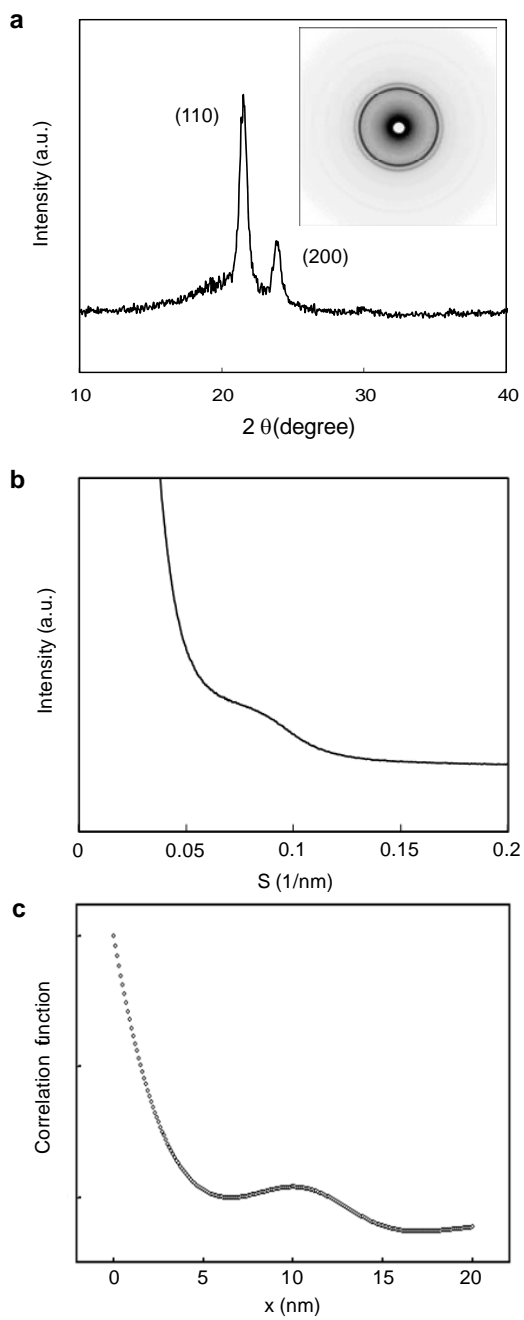 a
Intensity (a.u.)
(110)
(200)
10 20 30 40
2 θ(degree)
b
Intensity (a.u.)
0 0.05 0.1 0.15 0.2
S (1/nm)
c
Correlation function
0 5 10 15 20
x (nm)